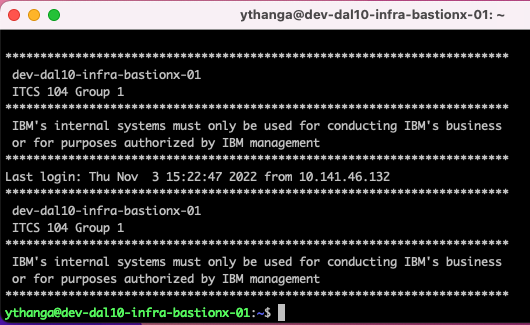 ythanga@dev-dal10-infra-bastionx-01: ~
**********************************************************************
dev-dal10-infra-bastionx-01
ITCS 104 Group 1
**********************************************************************
IBM's internal systems must only be used for conducting IBM's business
or for purposes authorized by IBM management
**********************************************************************
Last login: Thu Nov  3 15:22:47 2022 from 10.141.46.132
**********************************************************************
dev-dal10-infra-bastionx-01
ITCS 104 Group 1
**********************************************************************
IBM's internal systems must only be used for conducting IBM's business
or for purposes authorized by IBM management
**********************************************************************
ythanga@dev-dal10-infra-bastionx-01:~$